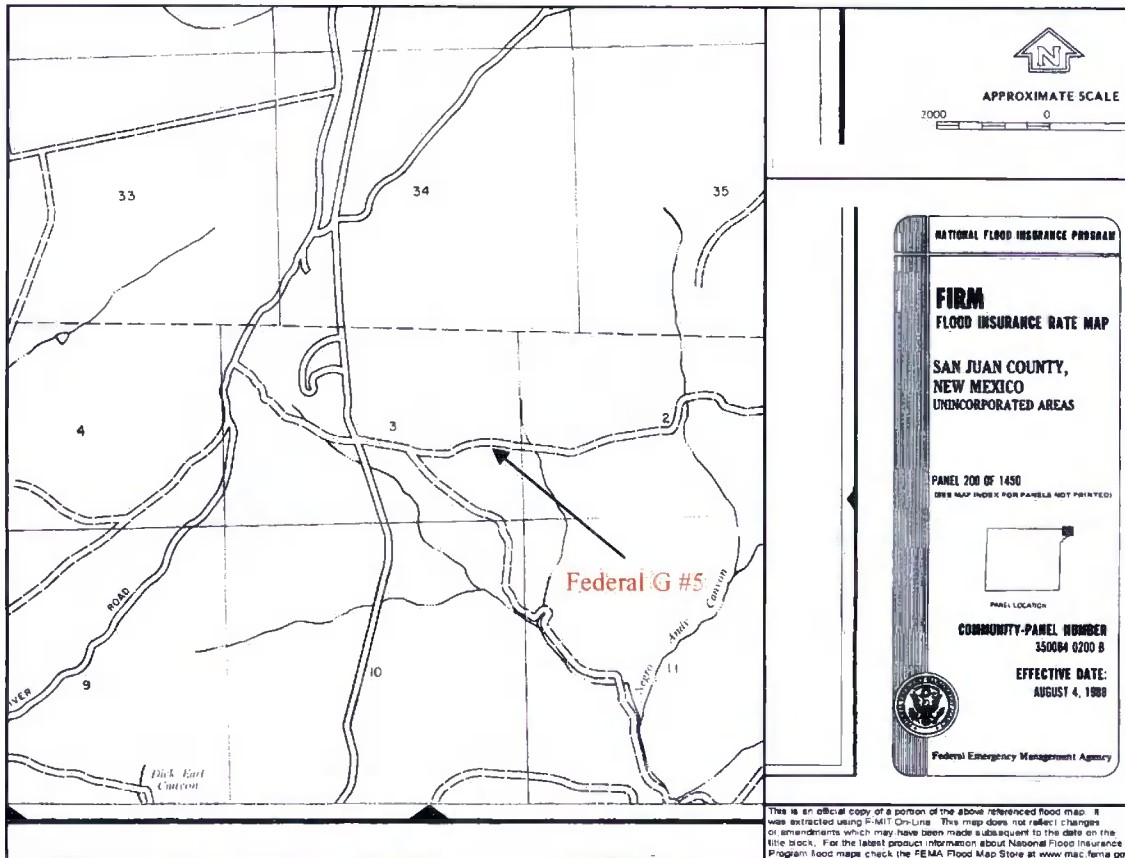 33
34
35
4
3
2
Federal G #5
ROAD
9
10
11
Negro Andy Canyon
Dick Earl
Canyon
N
APPROXIMATE SCALE
2000 0
NATIONAL FLOOD INSURANCE PROGRAM
FIRM
FLOOD INSURANCE RATE MAP
SAN JUAN COUNTY,
NEW MEXICO
UNINCORPORATED AREAS
PANEL 200 OF 1450
(SEE MAP INDEX FOR PANELS NOT PRINTED)
PANEL LOCATION
COMMUNITY-PANEL NUMBER
350064 0200 B
EFFECTIVE DATE:
AUGUST 4, 1988
Federal Emergency Management Agency
This is an official copy of a portion of the above referenced flood map. It
was extracted using F-MIT On-Line. This map does not reflect changes
or amendments which may have been made subsequent to the date on the
title block. For the latest product information about National Flood Insurance
Program flood maps check the FEMA Flood Map Store at www.msc.fema.go